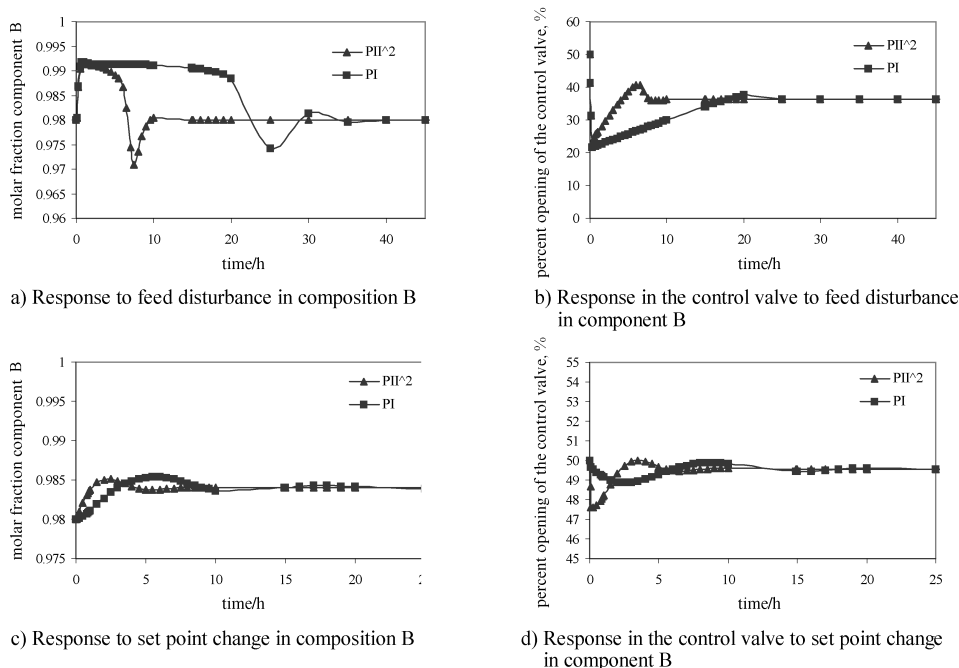 molar fraction component B
1
0.995
0.99
0.985
0.98
0.975
0.97
0.965
0.96
PII^2
PI
0 10 20 30 40
time/h
a) Response to feed disturbance in composition B
percent opening of the control valve, %
60
50
40
30
20
10
0
PII^2
PI
0 10 20 30 40
time/h
b) Response in the control valve to feed disturbance
in component B
molar fraction component B
1
0.995
0.99
0.985
0.98
0.975
PII^2
PI
0 5 10 15 20
time/h
c) Response to set point change in composition B
percent opening of the control valve, %
55
54
53
52
51
50
49
48
47
46
45
PII^2
PI
0 5 10 15 20 25
time/h
d) Response in the control valve to set point change
in component B